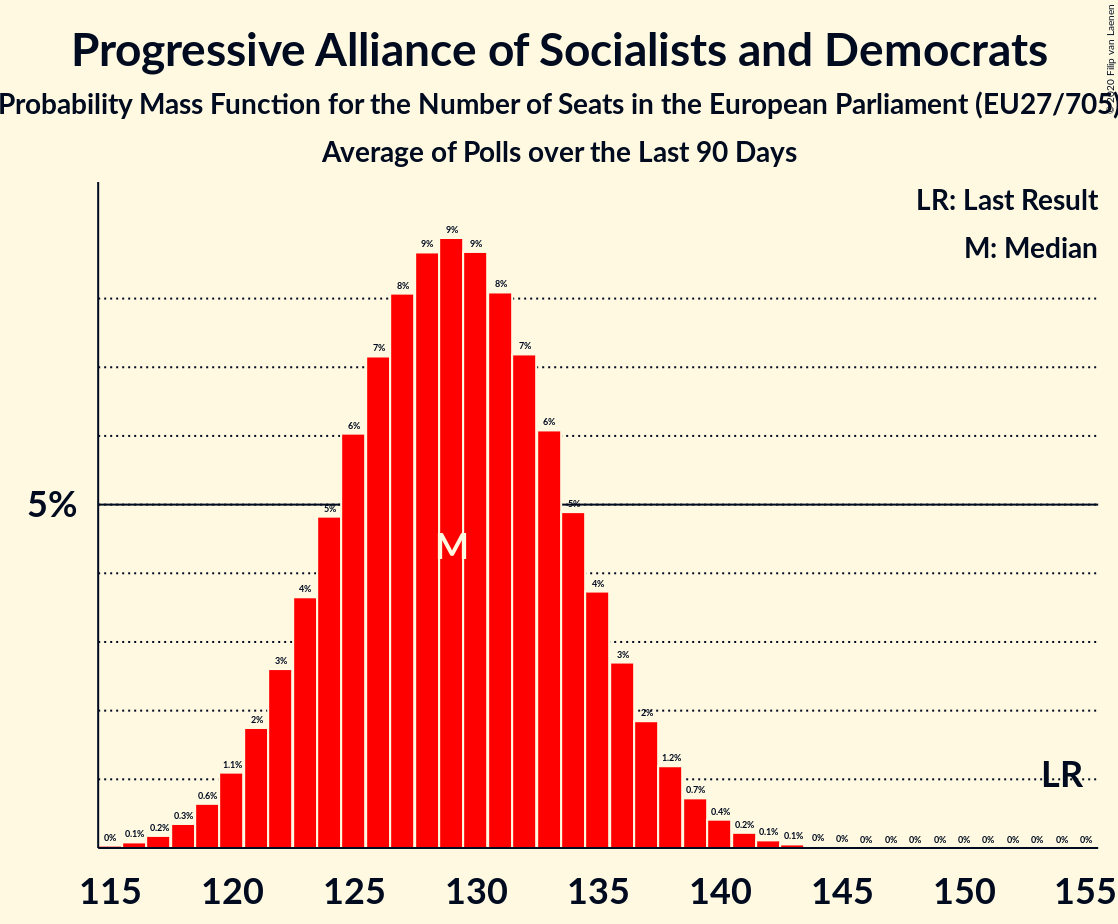 Progressive Alliance of Socialists and Democrats
Probability Mass Function for the Number of Seats in the European Parliament (EU27/705)
Average of Polls over the Last 90 Days
© 2020 Filip van Laenen
LR: Last Result
M: Median
9%
9% 9%
8% 8%
7% 7%
6% 6%
5%
5% 5%
M
4% 4%
3% 3%
2% 2%
1.1% 1.2%
LR
0.6% 0.7%
0.3% 0.4%
0% 0.1% 0.2% 0.2% 0.1% 0.1% 0% 0% 0% 0% 0% 0% 0% 0% 0% 0% 0% 0%
115 120 125 130 135 140 145 150 155